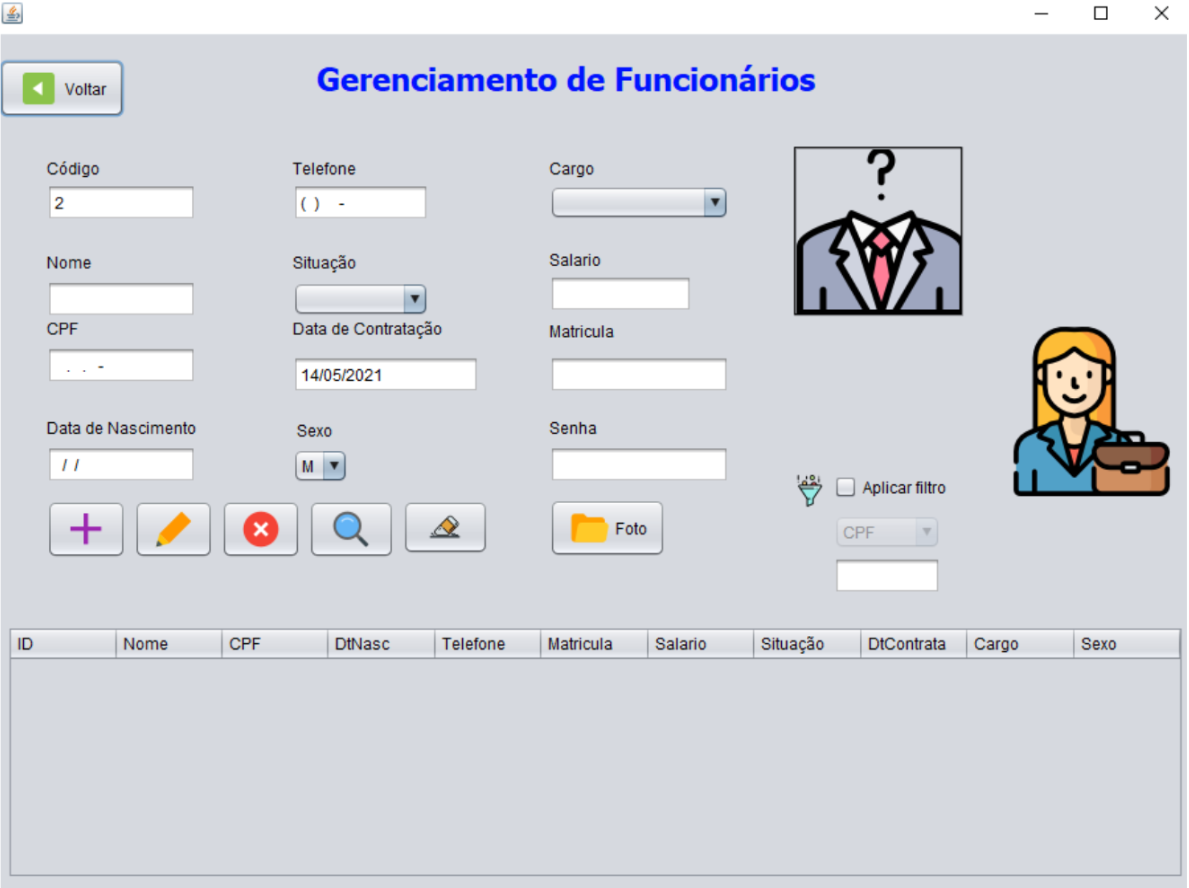 Voltar
Gerenciamento de Funcionários
Código
Telefone
Cargo
2
( ) -
?
Nome
Situação
Salario
CPF
Data de Contratação
Matricula
. . -
14/05/2021
Data de Nascimento
Sexo
Senha
/ /
M
Aplicar filtro
Foto
CPF
ID Nome CPF DtNasc Telefone Matricula Salario Situação DtContrata Cargo Sexo